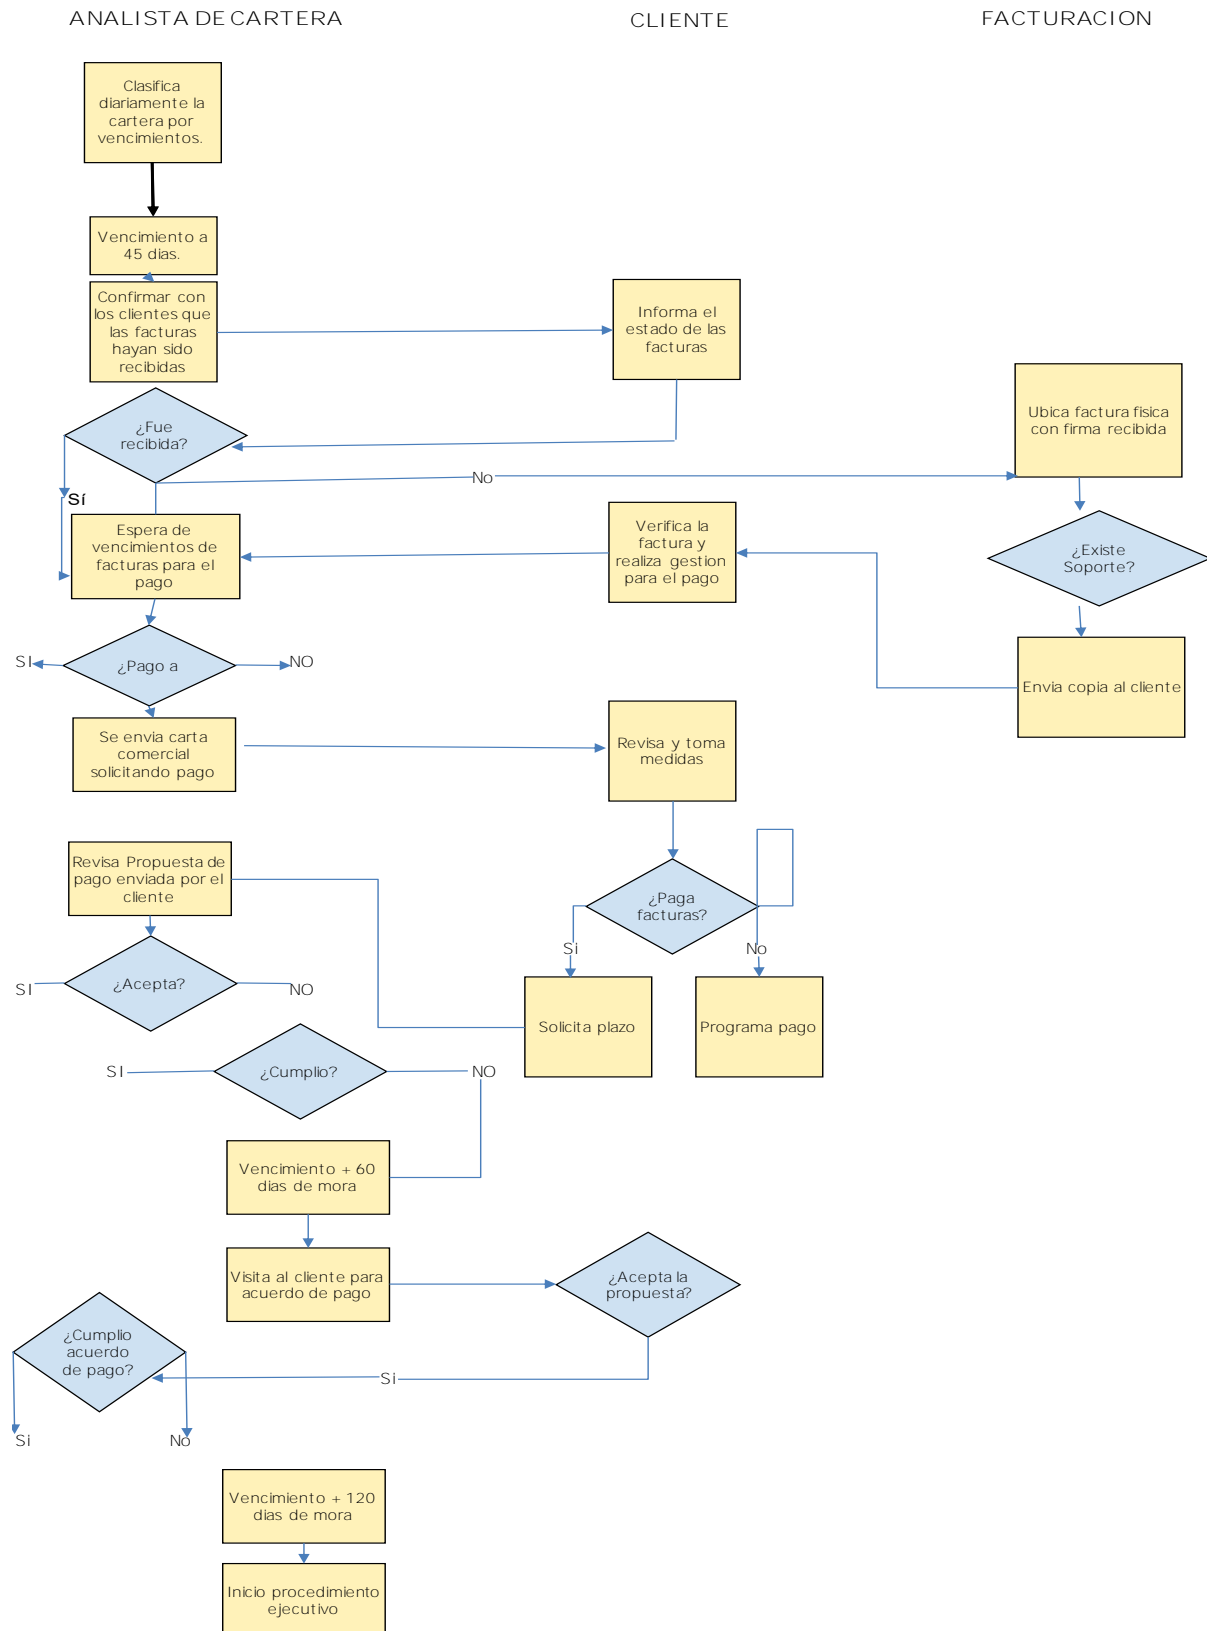 ANALISTA DE CARTERA
CLIENTE
FACTURACION
Clasifica
diariamente la
cartera por
vencimientos.
Vencimiento a
45 dias.
Confirmar con
los clientes que
las facturas
hayan sido
recibidas
Informa el
estado de las
facturas
Ubica factura fisica
con firma recibida
¿Fue
recibida?
No
Sí
Espera de
vencimientos de
facturas para el
pago
Verifica la
factura y
realiza gestion
para el pago
¿Existe
Soporte?
SI
¿Pago a
NO
Envia copia al cliente
Se envia carta
comercial
solicitando pago
Revisa y toma
medidas
Revisa Propuesta de
pago enviada por el
cliente
¿Paga
facturas?
Si
No
SI
¿Acepta?
NO
Solicita plazo
Programa pago
SI
¿Cumplio?
NO
Vencimiento + 60
dias de mora
Visita al cliente para
acuerdo de pago
¿Acepta la
propuesta?
¿Cumplio
acuerdo
de pago?
Si
Si
No
Vencimiento + 120
dias de mora
Inicio procedimiento
ejecutivo